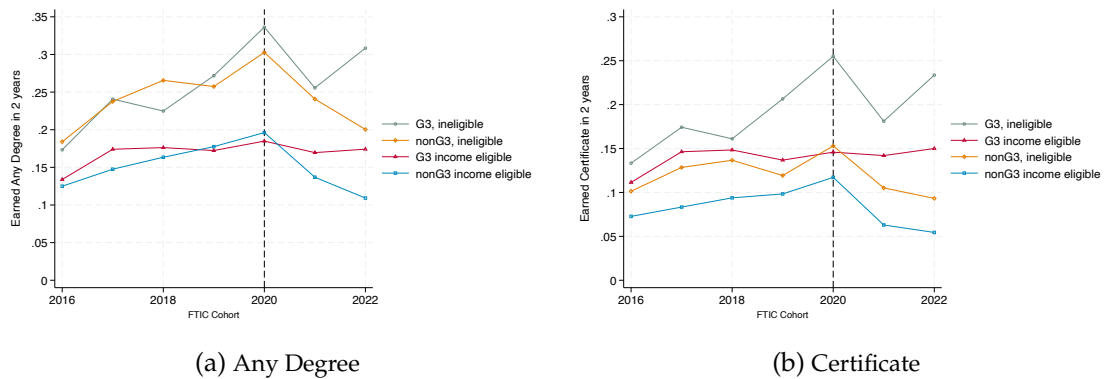 .35
.3
.25
.2
.15
.1
.05
0
Earned Any Degree in 2 years
2016
2018
2020
2022
FTIC Cohort
G3, ineligible
nonG3, ineligible
G3 income eligible
nonG3 income eligible
(a) Any Degree
.3
.25
.2
.15
.1
.05
0
Earned Certificate in 2 years
2016
2018
2020
2022
FTIC Cohort
G3, ineligible
G3 income eligible
nonG3, ineligible
nonG3 income eligible
(b) Certificate